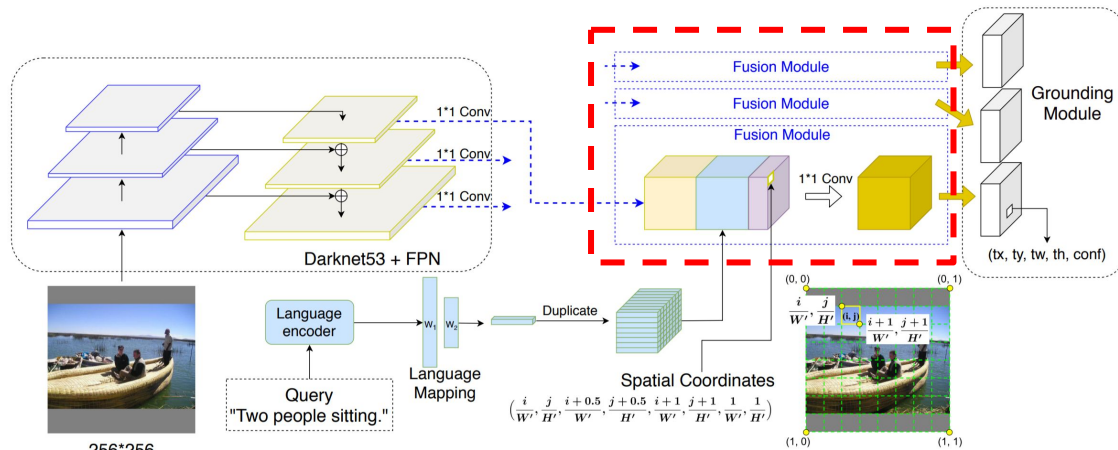 Fusion Module
Fusion Module
Fusion Module
Grounding
Module
1*1 Conv
1*1 Conv
1*1 Conv
1*1 Conv
(tx, ty, tw, th, conf)
Darknet53 + FPN
Language
encoder
W₁
W₂
Duplicate
Language
Mapping
Query
"Two people sitting."
256*256
Spatial Coordinates
(i/W′, j/H′, i+0.5/W′, j+0.5/H′, i+1/W′, j+1/H′, 1/W′, 1/H′)
(0, 0)
(0, 1)
i/W′, j/H′
(i, j)
i+1/W′, j+1/H′
(1, 0)
(1, 1)